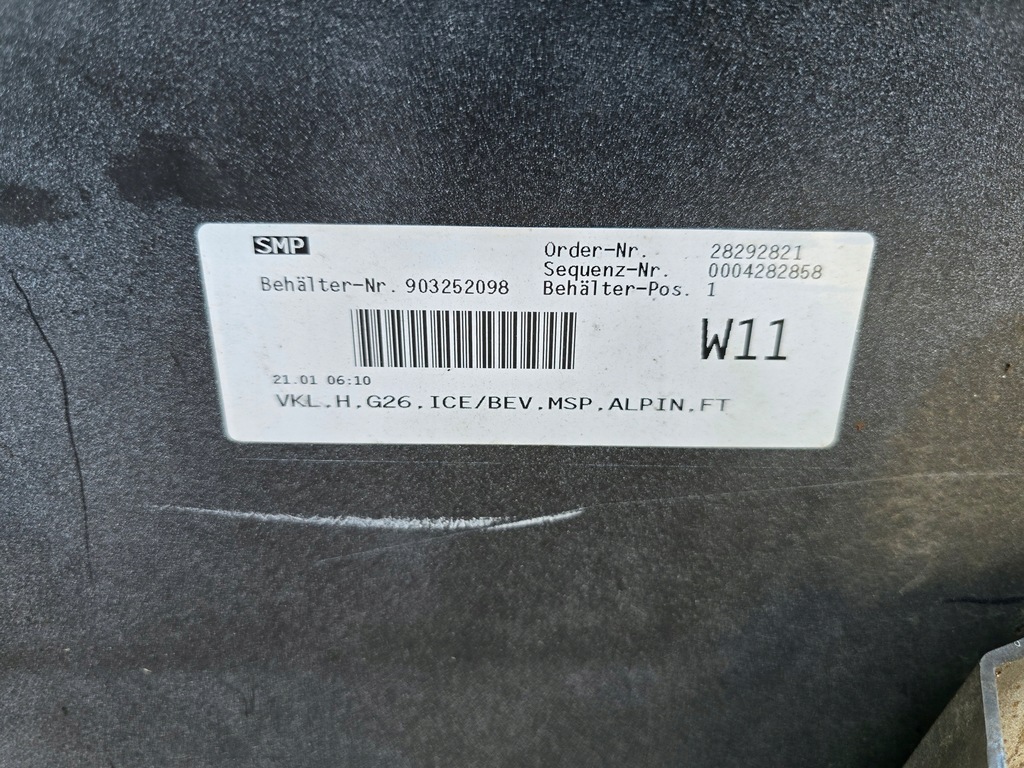 SMP
Order-Nr. 28292821
Sequenz-Nr. 0004282858
Behälter-Nr. 903252098 Behälter-Pos. 1
W11
21.01 06:10
VKL.H.G26.ICE/BEV.MSP.ALPIN.FT